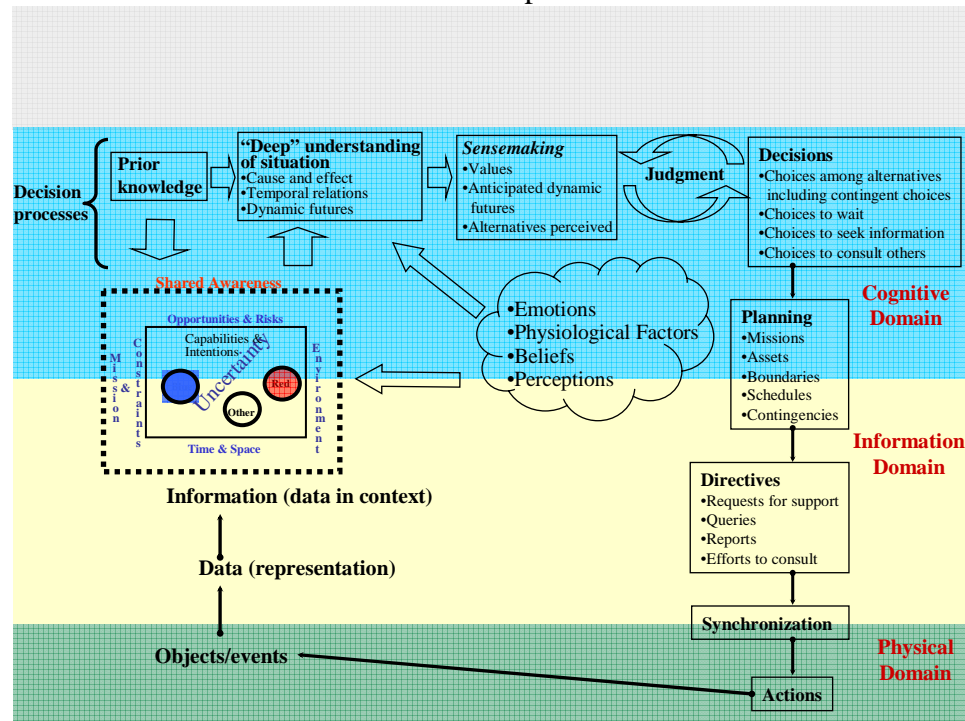 Decision
processes
Prior
knowledge
“Deep” understanding
of situation
•Cause and effect
•Temporal relations
•Dynamic futures
Sensemaking
•Values
•Anticipated dynamic
futures
•Alternatives perceived
Judgment
Decisions
•Choices among alternatives
including contingent choices
•Choices to wait
•Choices to seek information
•Choices to consult others
Shared Awareness
Opportunities & Risks
Mission
&
Constraints
Capabilities &
Intentions
Uncertainty
Red
Other
Environment
Time & Space
•Emotions
•Physiological Factors
•Beliefs
•Perceptions
Cognitive
Domain
Planning
•Missions
•Assets
•Boundaries
•Schedules
•Contingencies
Information
Domain
Information (data in context)
Directives
•Requests for support
•Queries
•Reports
•Efforts to consult
Data (representation)
Synchronization
Objects/events
Physical
Domain
Actions